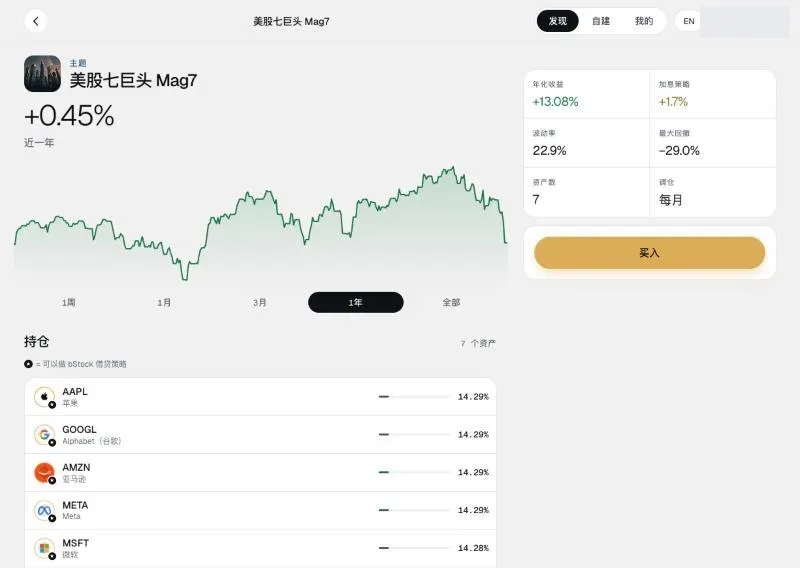 美股七巨头 Mag7
发现 自建 我的 EN
主题
美股七巨头 Mag7
+0.45%
近一年
1周 1月 3月 1年 全部
年化收益 加息策略
+13.08% +1.7%
波动率 最大回撤
22.9% −29.0%
资产数 调仓
7 每月
买入
持仓 7 个资产
= 可以做 bStock 借贷策略
AAPL 14.29%
苹果
GOOGL 14.29%
Alphabet（谷歌）
AMZN 14.29%
亚马逊
META 14.29%
Meta
MSFT 14.28%
微软